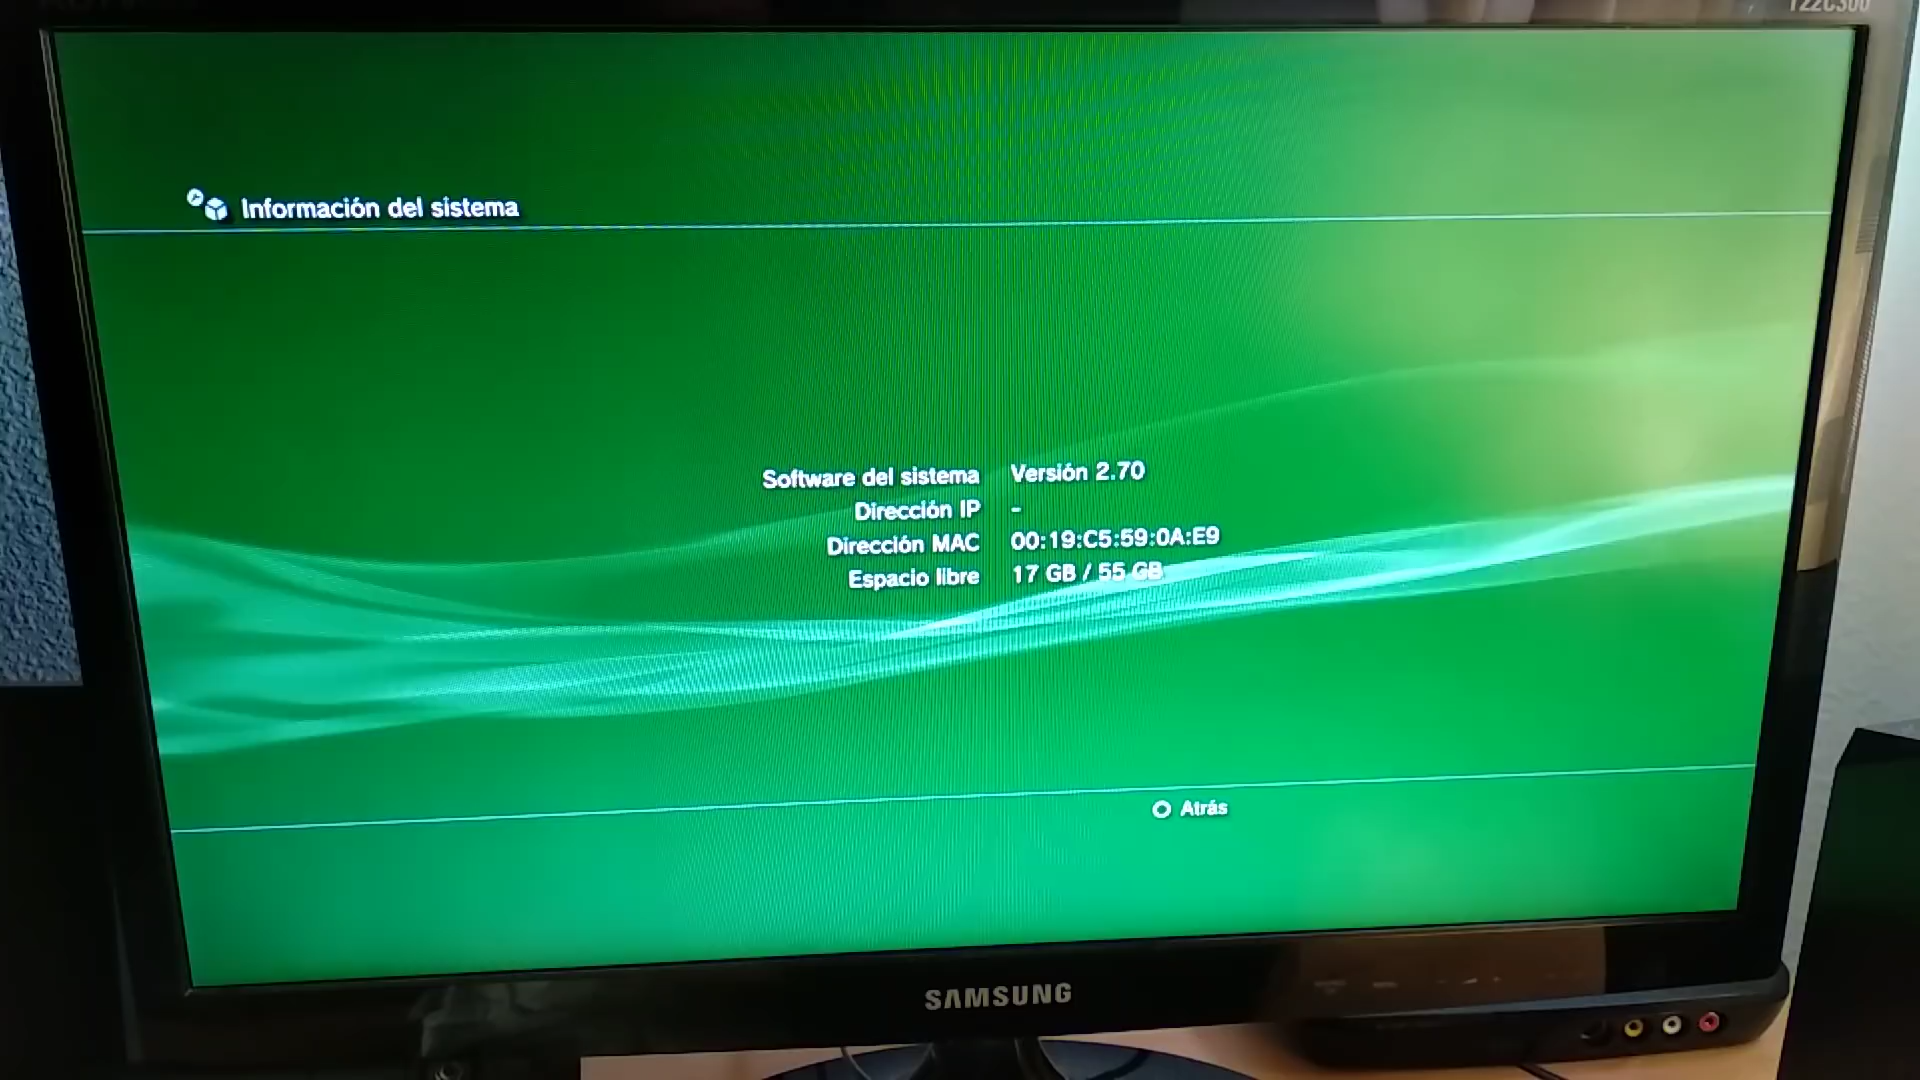 T22C300
Información del sistema
Software del sistema Versión 2.70
Dirección IP -
Dirección MAC 00:19:C5:59:0A:E9
Espacio libre 17 GB / 55 GB
Atrás
SAMSUNG